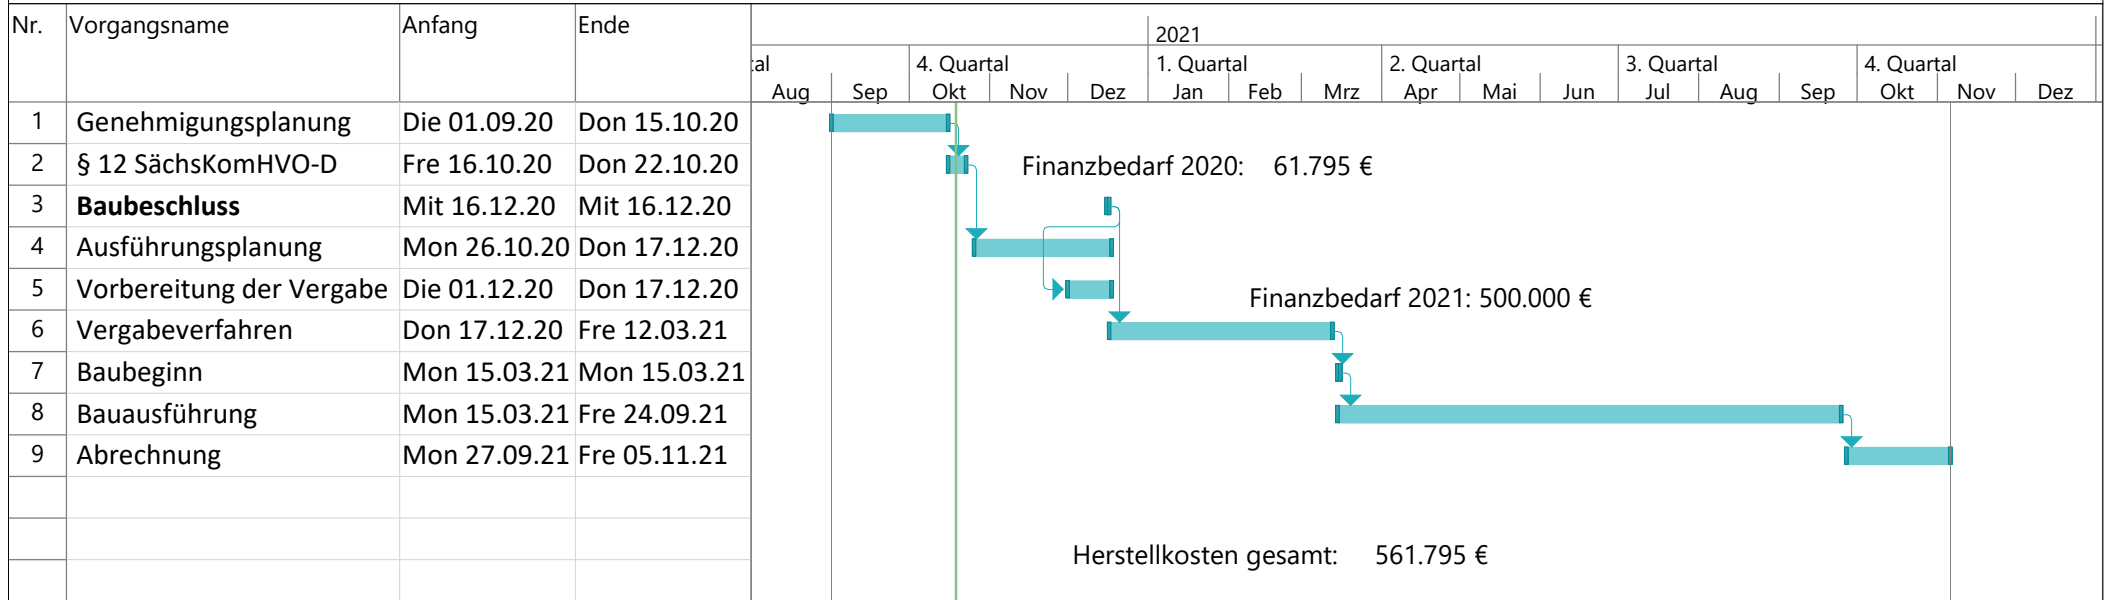 Nr. Vorgangsname Anfang Ende
2021
tal 4. Quartal 1. Quartal 2. Quartal 3. Quartal 4. Quartal
Aug Sep Okt Nov Dez Jan Feb Mrz Apr Mai Jun Jul Aug Sep Okt Nov Dez
1 Genehmigungsplanung Die 01.09.20 Don 15.10.20
2 § 12 SächsKomHVO-D Fre 16.10.20 Don 22.10.20 Finanzbedarf 2020: 61.795 €
3 Baubeschluss Mit 16.12.20 Mit 16.12.20
4 Ausführungsplanung Mon 26.10.20 Don 17.12.20
5 Vorbereitung der Vergabe Die 01.12.20 Don 17.12.20 Finanzbedarf 2021: 500.000 €
6 Vergabeverfahren Don 17.12.20 Fre 12.03.21
7 Baubeginn Mon 15.03.21 Mon 15.03.21
8 Bauausführung Mon 15.03.21 Fre 24.09.21
9 Abrechnung Mon 27.09.21 Fre 05.11.21
Herstellkosten gesamt: 561.795 €